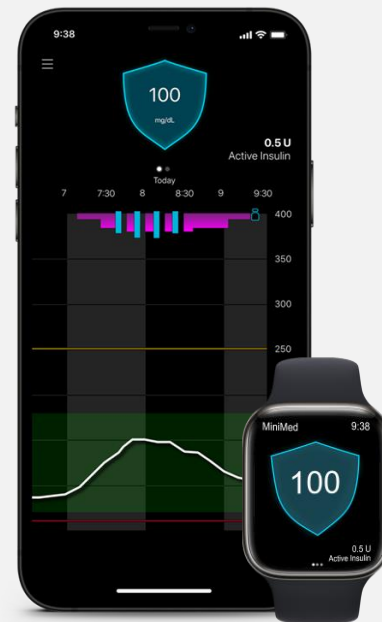 9:38
100
mg/dL
0.5 U
Active Insulin
Today
7 7:30 8 8:30 9 9:30
400
350
300
250
MiniMed 9:38
100
0.5 U
Active Insulin